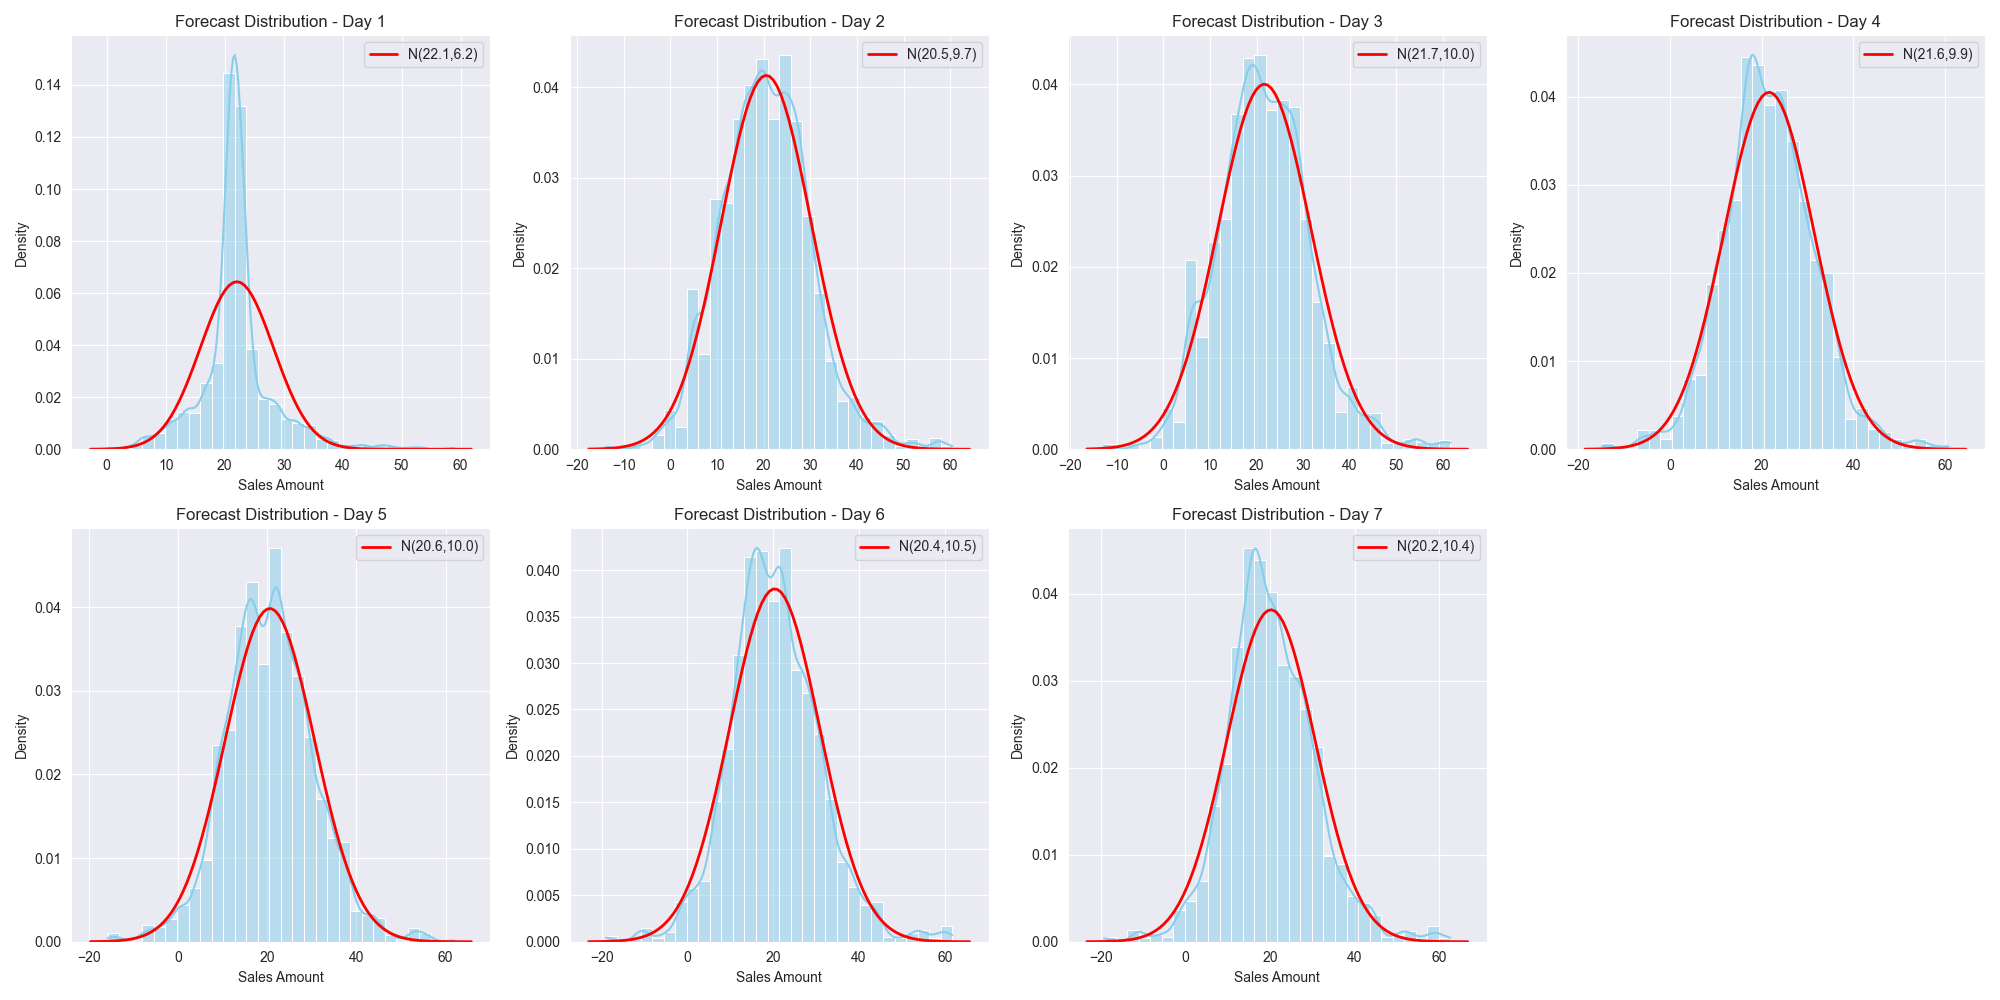 Forecast Distribution - Day 1
N(22.1,6.2)
0.14
0.12
0.10
0.08
0.06
0.04
0.02
0.00
Density
0 10 20 30 40 50 60
Sales Amount
Forecast Distribution - Day 2
N(20.5,9.7)
0.04
0.03
0.02
0.01
0.00
Density
−20 −10 0 10 20 30 40 50 60
Sales Amount
Forecast Distribution - Day 3
N(21.7,10.0)
0.04
0.03
0.02
0.01
0.00
Density
−20 −10 0 10 20 30 40 50 60
Sales Amount
Forecast Distribution - Day 4
N(21.6,9.9)
0.04
0.03
0.02
0.01
0.00
Density
−20 0 20 40 60
Sales Amount
Forecast Distribution - Day 5
N(20.6,10.0)
0.04
0.03
0.02
0.01
0.00
Density
−20 0 20 40 60
Sales Amount
Forecast Distribution - Day 6
N(20.4,10.5)
0.040
0.035
0.030
0.025
0.020
0.015
0.010
0.005
0.000
Density
−20 0 20 40 60
Sales Amount
Forecast Distribution - Day 7
N(20.2,10.4)
0.04
0.03
0.02
0.01
0.00
Density
−20 0 20 40 60
Sales Amount